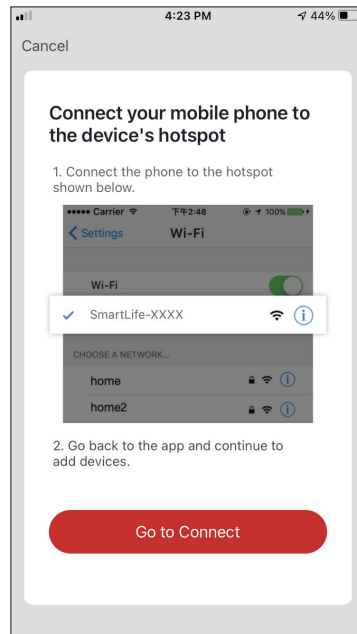 4:23 PM 44%
Cancel
Connect your mobile phone to
the device's hotspot
1. Connect the phone to the hotspot
shown below.
Carrier 下午2:48 100%
Settings Wi-Fi
Wi-Fi
SmartLife-XXXX
CHOOSE A NETWORK...
home
home2
2. Go back to the app and continue to
add devices.
Go to Connect